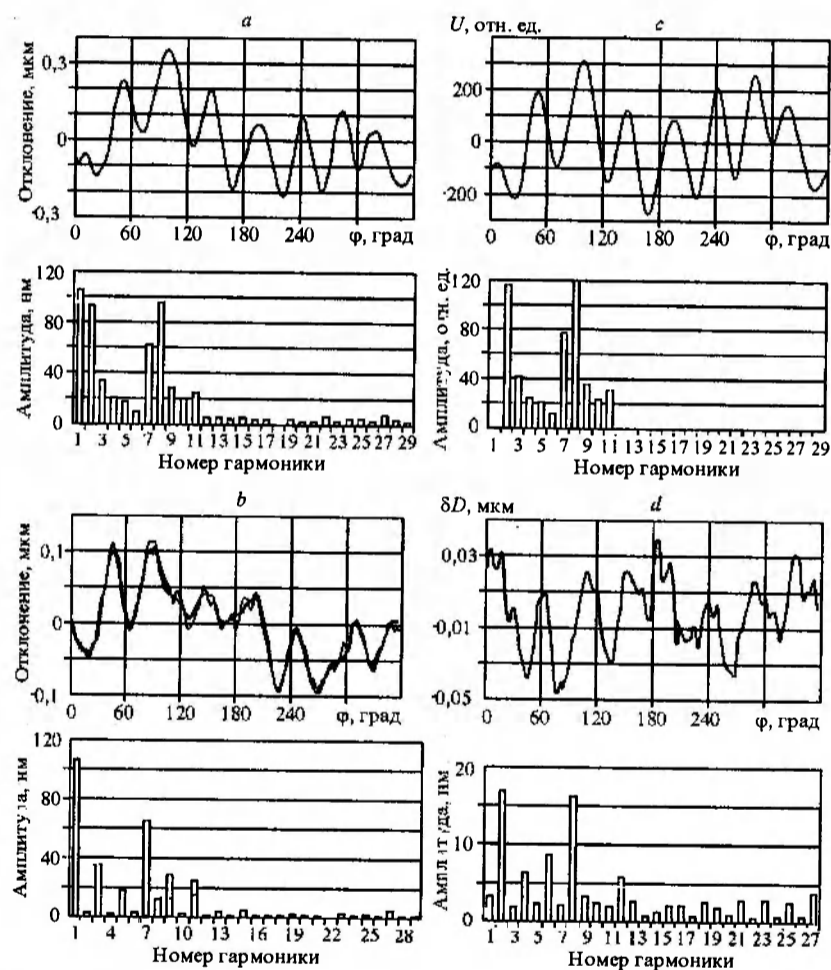 a
Отклонение, мкм
0,3
0
-0,3
0 60 120 180 240 φ, град
U, отн. ед.
c
200
0
-200
0 60 120 180 240 φ, град
Амплитуда, нм
120
80
40
0
1 3 5 7 9 11 13 15 17 19 21 23 25 27 29
Номер гармоники
Амплитуда, отн. ед.
120
80
40
0
1 3 5 7 9 11 13 15 17 19 21 23 25 27 29
Номер гармоники
b
Отклонение, мкм
0,1
0
-0,1
0 60 120 180 240 φ, град
δD, мкм
d
0,03
-0,01
-0,05
0 60 120 180 240 φ, град
Амплитуда, нм
120
80
40
0
1 4 7 10 13 16 19 22 25 28
Номер гармоники
Амплитуда, нм
20
10
0
1 3 5 7 9 11 13 15 17 19 21 23 25 27
Номер гармоники